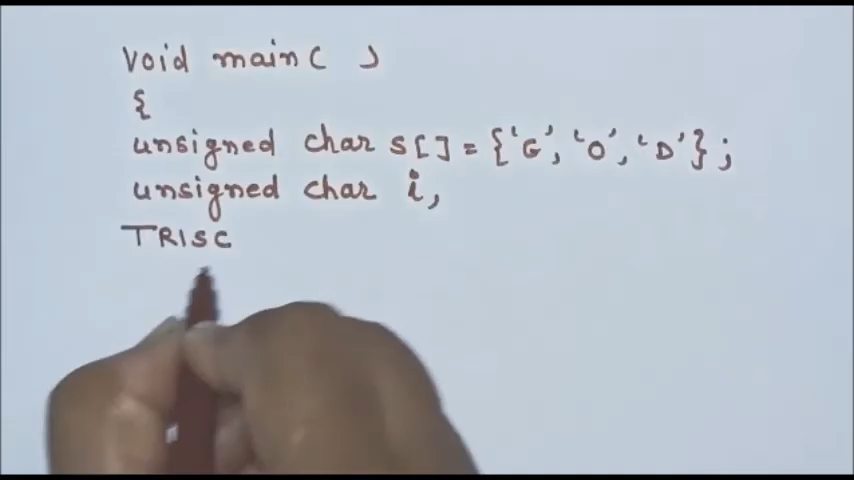 void main( )
{
unsigned char s[] = {'G', 'O', 'D'};
unsigned char i,
TRISC